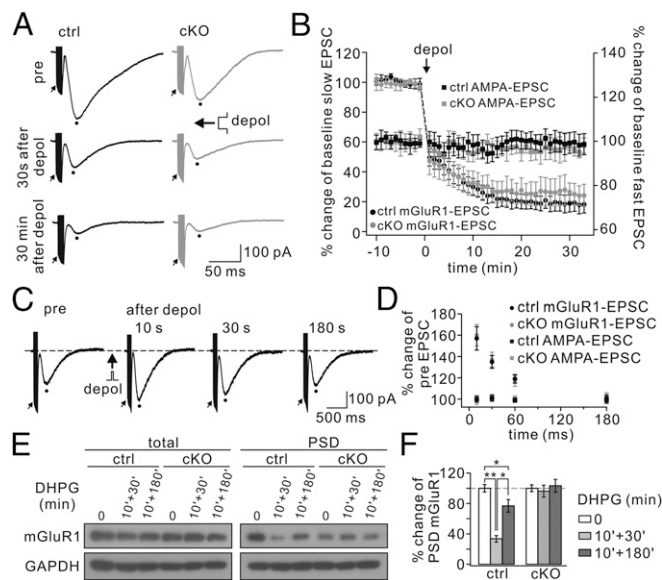 A
ctrl
cKO
pre
depol
30s after
depol
30 min
after depol
100 pA
50 ms
B
depol
ctrl AMPA-EPSC
cKO AMPA-EPSC
ctrl mGluR1-EPSC
cKO mGluR1-EPSC
% change of baseline slow EPSC
120
100
80
60
40
20
0
% change of baseline fast EPSC
140
120
100
80
60
-10
0
10
20
30
time (min)
C
pre
after depol
10 s
30 s
180 s
depol
100 pA
500 ms
D
% change of
pre EPSC
180
160
140
120
100
ctrl mGluR1-EPSC
cKO mGluR1-EPSC
ctrl AMPA-EPSC
cKO AMPA-EPSC
0
60
120
180
time (ms)
E
total
PSD
ctrl
cKO
ctrl
cKO
DHPG
(min)
0
10'+30'
10'+180'
0
10'+30'
10'+180'
0
10'+30'
10'+180'
0
10'+30'
10'+180'
mGluR1
GAPDH
F
% change of
PSD mGluR1
120
80
40
0
*
** *
ctrl
cKO
DHPG (min)
0
10'+30'
10'+180'